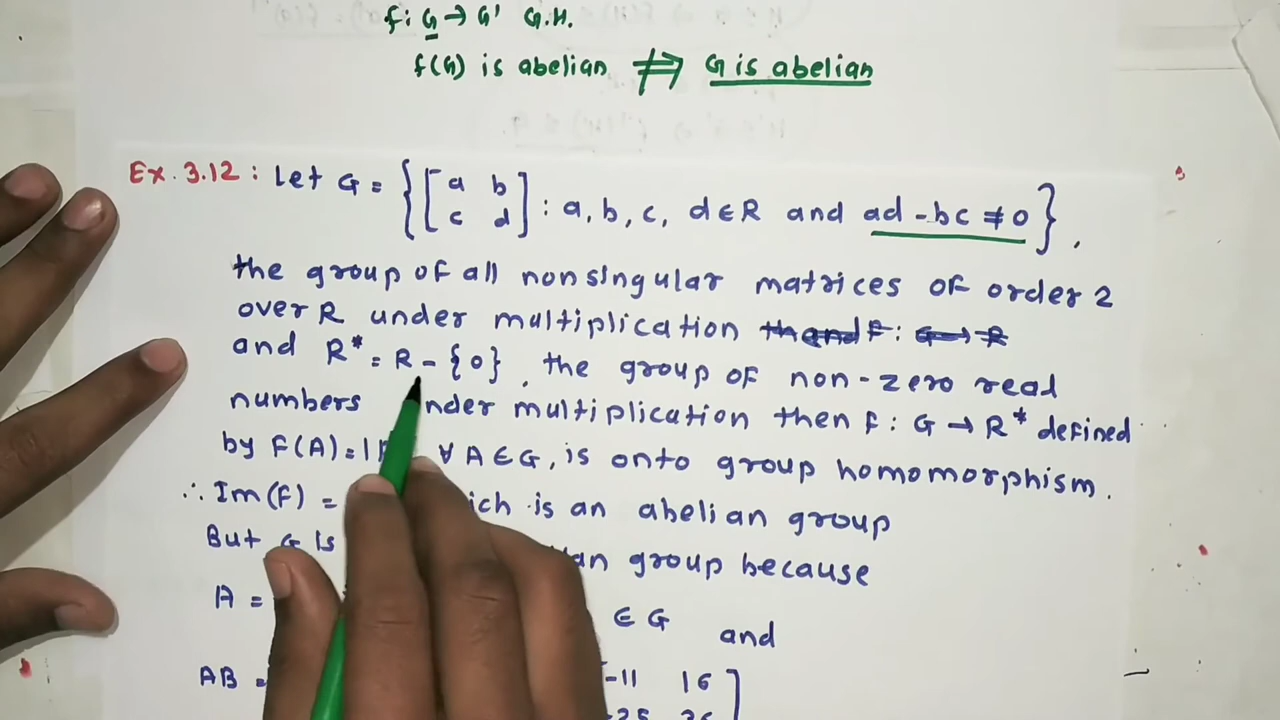 f: G → G' G.H.
f(G) is abelian ⇏ G is abelian
Ex. 3.12 : Let G = { [ a b
c d ] : a, b, c, d ∈ R and ad - bc ≠ 0 } .
the group of all nonsingular matrices of order 2
over R under multiplication
and R* = R - {0} , the group of non-zero real
numbers nder multiplication then f : G → R* defined
by f(A) = | ∀ A ∈ G, is onto group homomorphism.
∴ Im(f) = ich is an abelian group
But G is an group because
A = ∈ G and
AB = -11 16 ]